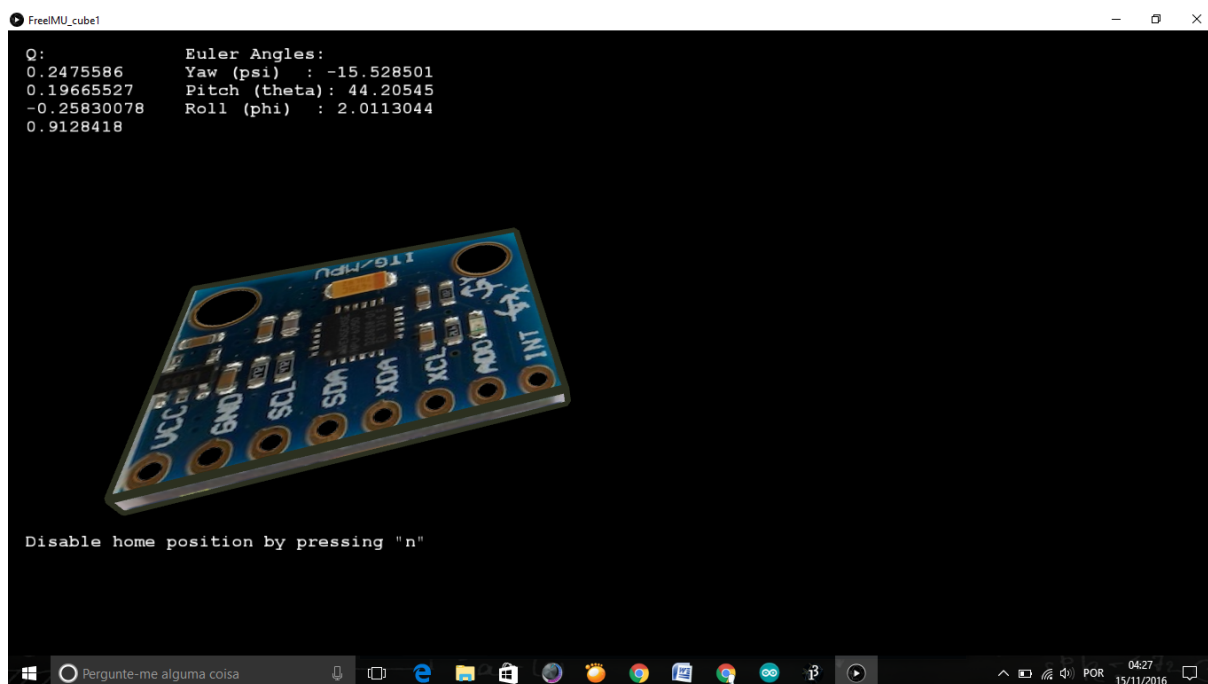 FreeIMU_cube1
Q: Euler Angles:
0.2475586 Yaw (psi) : -15.528501
0.19665527 Pitch (theta): 44.20545
-0.25830078 Roll (phi) : 2.0113044
0.9128418
ITG/MPU
Y
X
VCC
GND
SCL
SDA
XDA
XCL
ADO
INT
Disable home position by pressing "n"
Pergunte-me alguma coisa
POR
04:27
15/11/2016